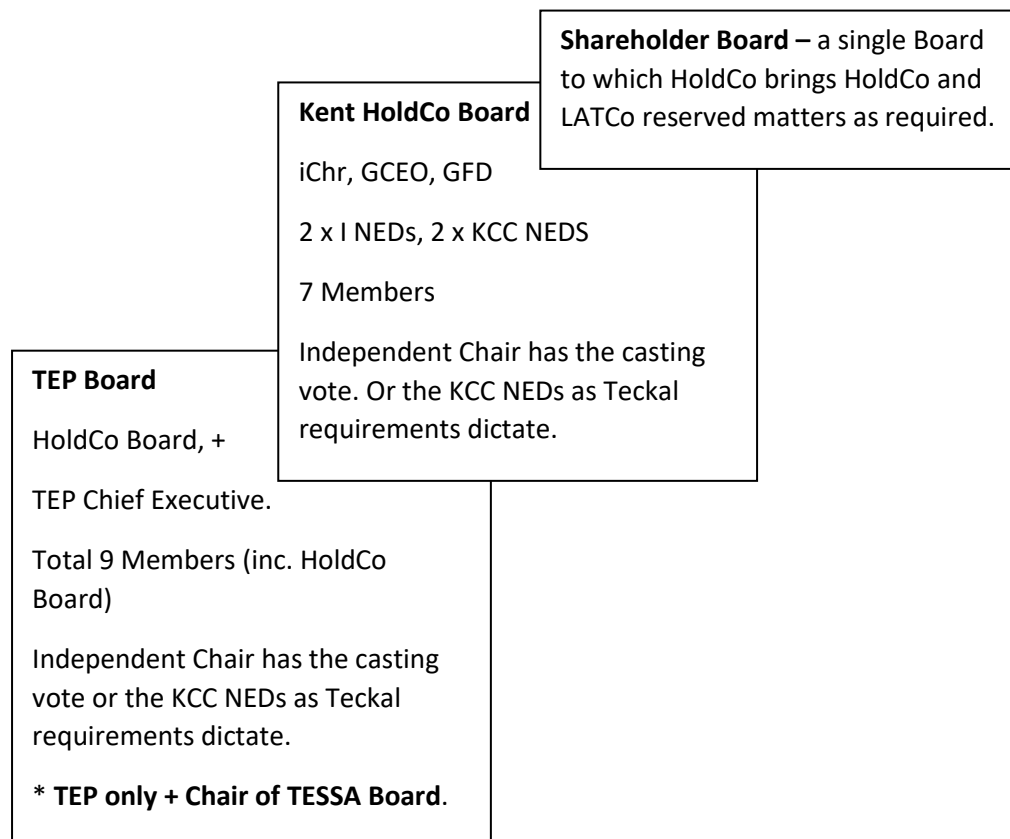 Shareholder Board – a single Board
to which HoldCo brings HoldCo and
LATCo reserved matters as required.
Kent HoldCo Board
iChr, GCEO, GFD
2 x I NEDs, 2 x KCC NEDS
7 Members
Independent Chair has the casting
vote. Or the KCC NEDs as Teckal
requirements dictate.
TEP Board
HoldCo Board, +
TEP Chief Executive.
Total 9 Members (inc. HoldCo
Board)
Independent Chair has the casting
vote or the KCC NEDs as Teckal
requirements dictate.
* TEP only + Chair of TESSA Board.